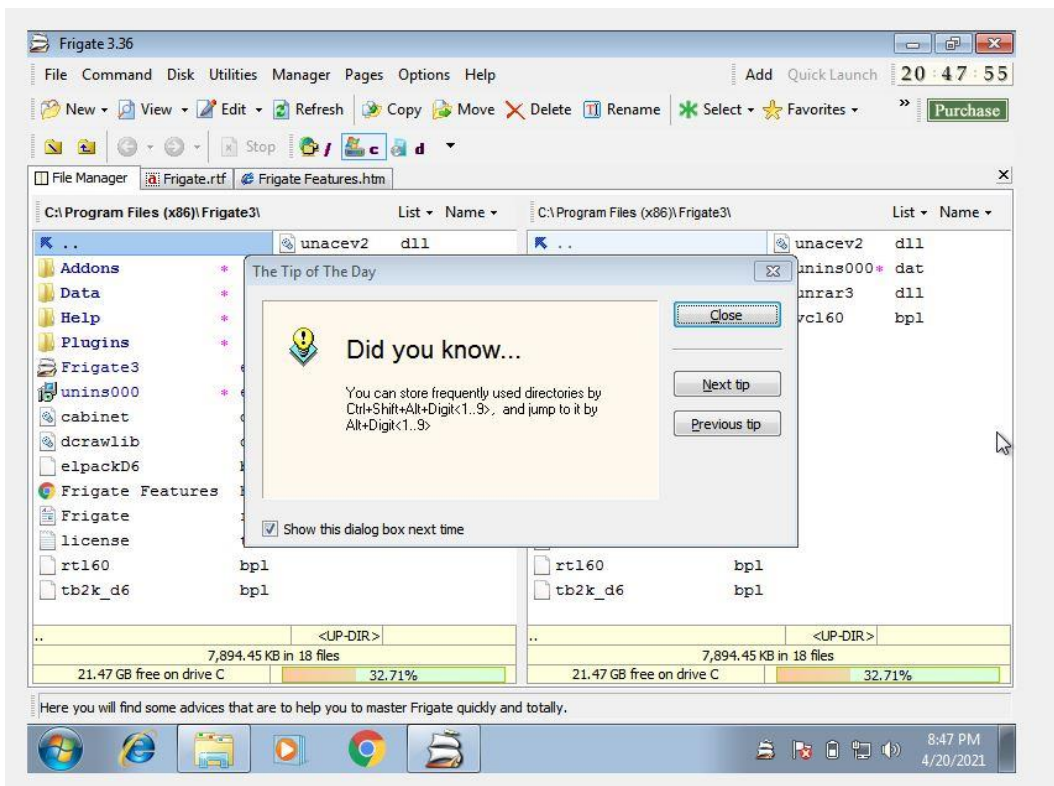 Frigate 3.36
File Command Disk Utilities Manager Pages Options Help Add Quick Launch 20:47:55
New View Edit Refresh Copy Move Delete Rename Select Favorites » Purchase
Stop / c d
File Manager Frigate.rtf Frigate Features.htm
C:\Program Files (x86)\Frigate3\ List Name C:\Program Files (x86)\Frigate3\ List Name
.. unacev2 dll .. unacev2 dll
Addons * The Tip of The Day unins000* dat
Data * unrar3 dll
Help * Close vcl60 bpl
Plugins * Did you know...
Frigate3
unins000 * You can store frequently used directories by Next tip
cabinet Ctrl+Shift+Alt+Digit<1..9>, and jump to it by
dcrawlib Alt+Digit<1..9> Previous tip
elpackD6
Frigate Features
Frigate
license Show this dialog box next time
rtl60 bpl rtl60 bpl
tb2k_d6 bpl tb2k_d6 bpl
.. <UP-DIR> .. <UP-DIR>
7,894.45 KB in 18 files 7,894.45 KB in 18 files
21.47 GB free on drive C 32.71% 21.47 GB free on drive C 32.71%
Here you will find some advices that are to help you to master Frigate quickly and totally.
8:47 PM
4/20/2021